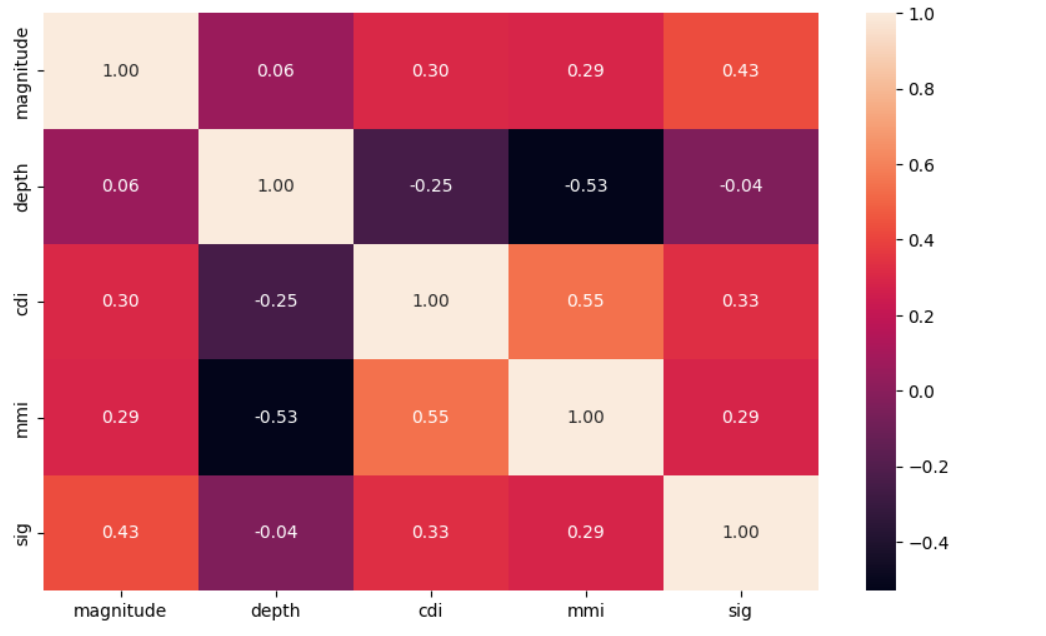 magnitude 1.00 0.06 0.30 0.29 0.43
depth 0.06 1.00 -0.25 -0.53 -0.04
cdi 0.30 -0.25 1.00 0.55 0.33
mmi 0.29 -0.53 0.55 1.00 0.29
sig 0.43 -0.04 0.33 0.29 1.00
magnitude depth cdi mmi sig
1.0
0.8
0.6
0.4
0.2
0.0
−0.2
−0.4